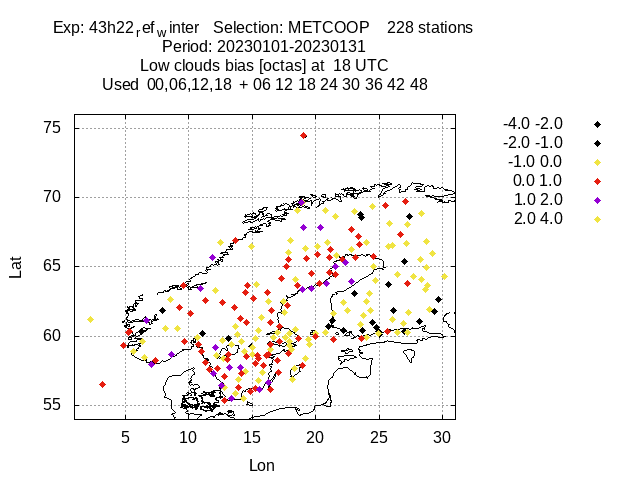 Exp: 43h22refwinter Selection: METCOOP 228 stations
Period: 20230101-20230131
Low clouds bias [octas] at 18 UTC
Used 00,06,12,18 + 06 12 18 24 30 36 42 48
-4.0 -2.0
-2.0 -1.0
-1.0 0.0
0.0 1.0
1.0 2.0
2.0 4.0
75
70
65
60
55
Lat
5 10 15 20 25 30
Lon